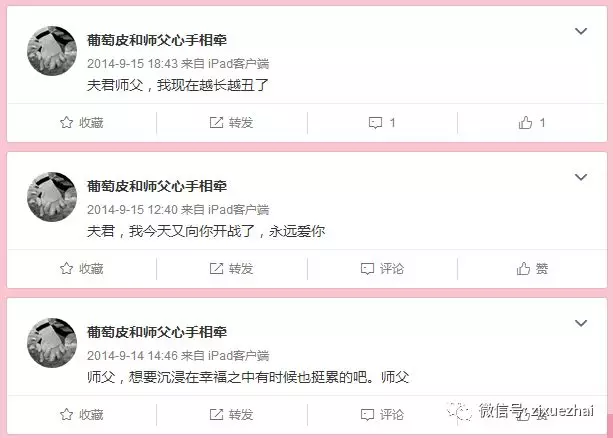 葡萄皮和师父心手相牵
2014-9-15 18:43 来自 iPad客户端
夫君师父，我现在越长越丑了
收藏 转发 1 1
葡萄皮和师父心手相牵
2014-9-15 12:40 来自 iPad客户端
夫君，我今天又向你开战了，永远爱你
收藏 转发 评论 赞
葡萄皮和师父心手相牵
2014-9-14 14:46 来自 iPad客户端
师父，想要沉浸在幸福之中有时候也挺累的吧。师父
收藏 转发 评论 赞
微信号: zjxuezhai